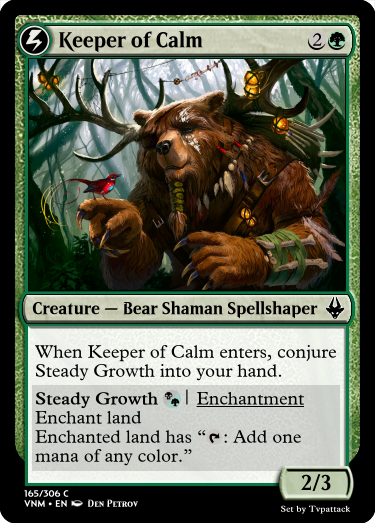 Keeper of Calm 2
Creature — Bear Shaman Spellshaper
When Keeper of Calm enters, conjure
Steady Growth into your hand.
Steady Growth | Enchantment
Enchant land
Enchanted land has “: Add one
mana of any color.”
2/3
165/306 C
VNM • EN Den Petrov
Set by Tvpattack